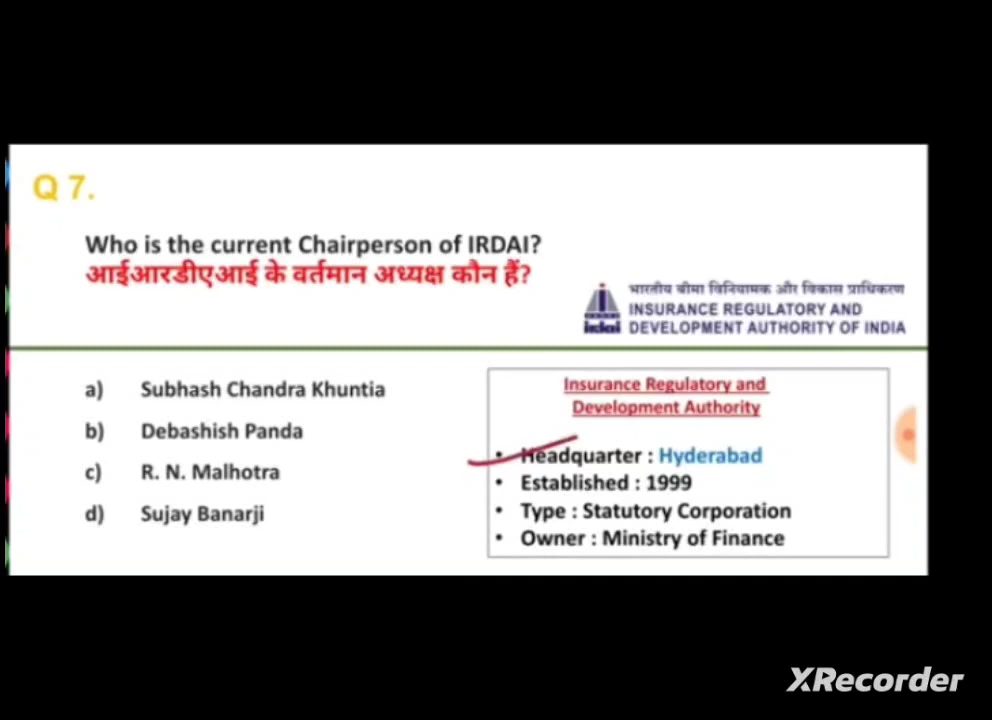 Q 7.
Who is the current Chairperson of IRDAI?
आईआरडीएआई के वर्तमान अध्यक्ष कौन हैं?
भारतीय बीमा विनियामक और विकास प्राधिकरण
INSURANCE REGULATORY AND
irdai DEVELOPMENT AUTHORITY OF INDIA
a) Subhash Chandra Khuntia
b) Debashish Panda
c) R. N. Malhotra
d) Sujay Banarji
Insurance Regulatory and
Development Authority
• Headquarter : Hyderabad
• Established : 1999
• Type : Statutory Corporation
• Owner : Ministry of Finance
XRecorder